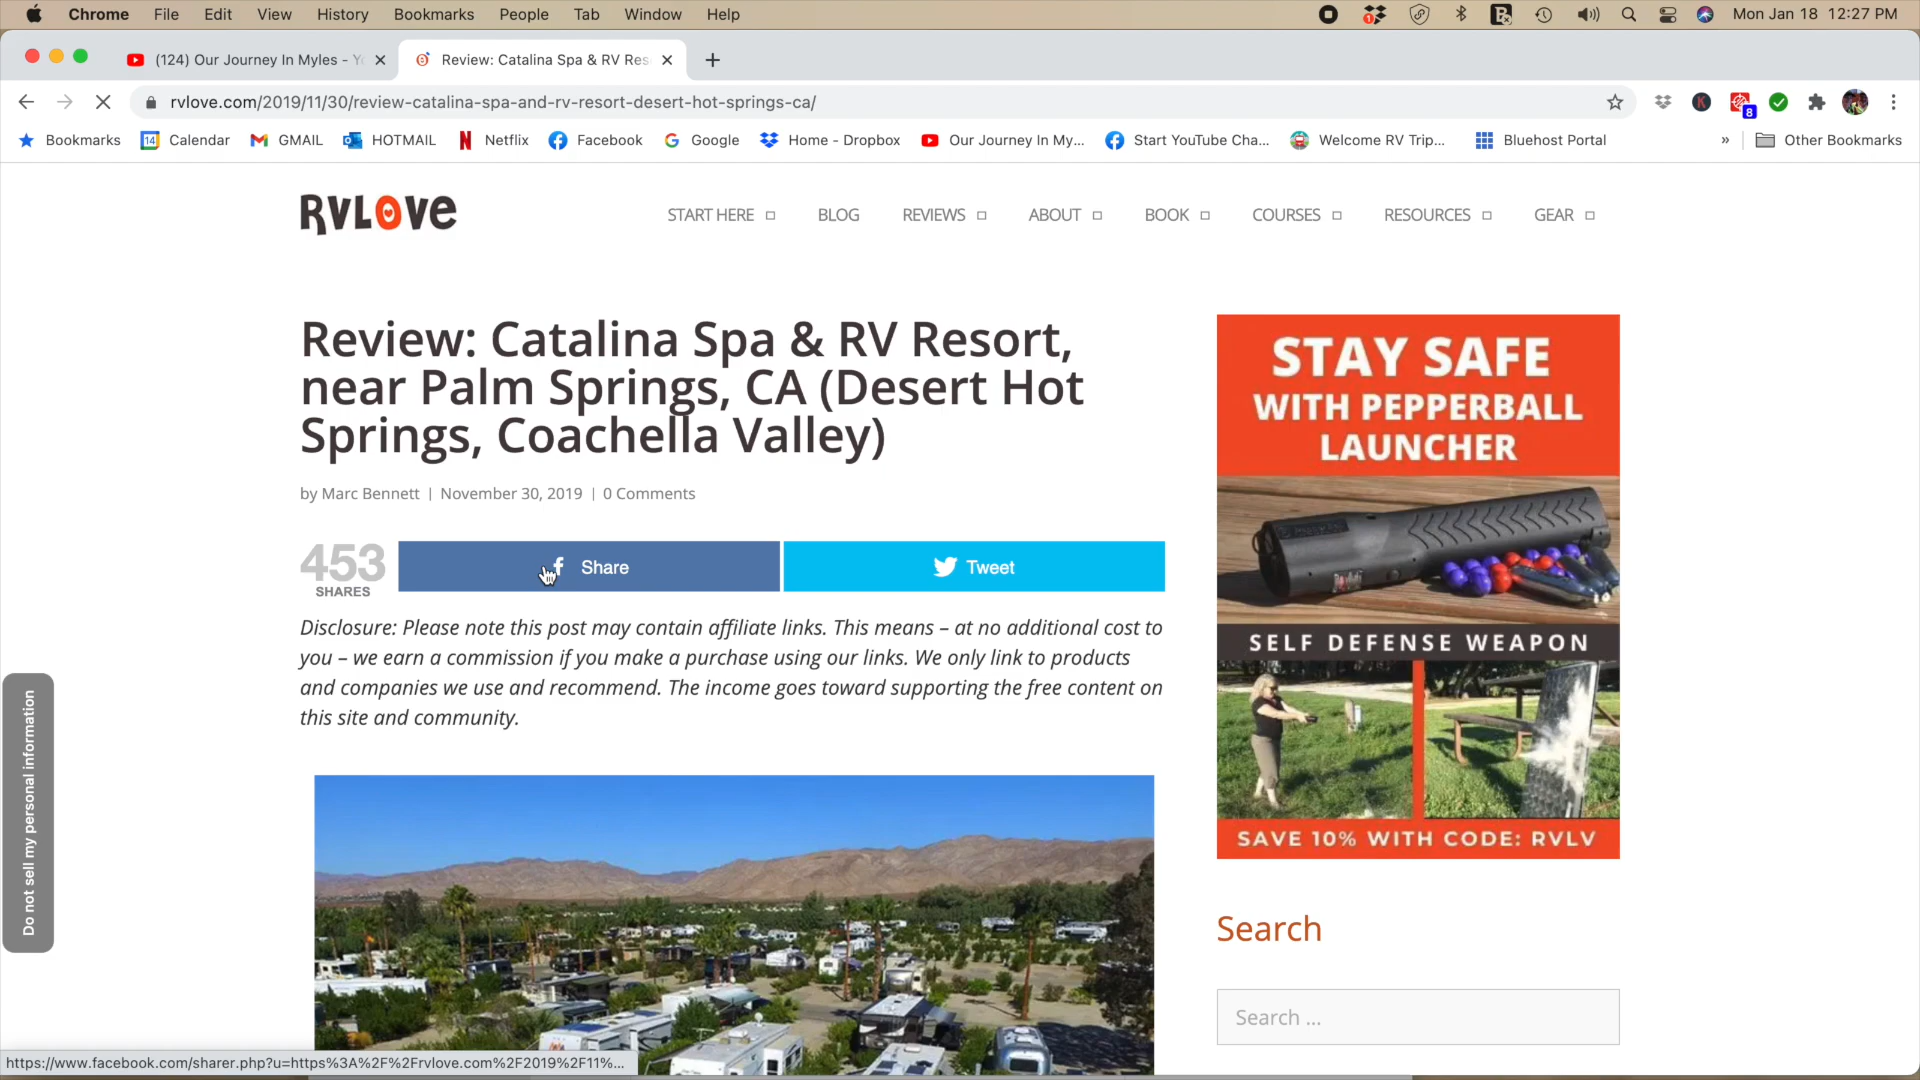 Chrome File Edit View History Bookmarks People Tab Window Help Mon Jan 18 12:27 PM
(124) Our Journey In Myles - Review: Catalina Spa & RV Res
rvlove.com/2019/11/30/review-catalina-spa-and-rv-resort-desert-hot-springs-ca/
8
Bookmarks 14 Calendar GMAIL HOTMAIL Netflix Facebook Google Home - Dropbox Our Journey In My... Start YouTube Cha... Welcome RV Trip... Bluehost Portal » Other Bookmarks
RVLOVe
START HERE BLOG REVIEWS ABOUT BOOK COURSES RESOURCES GEAR
Review: Catalina Spa & RV Resort,
near Palm Springs, CA (Desert Hot
Springs, Coachella Valley)
by Marc Bennett | November 30, 2019 | 0 Comments
453
SHARES
Share
Tweet
Disclosure: Please note this post may contain affiliate links. This means – at no additional cost to
you – we earn a commission if you make a purchase using our links. We only link to products
and companies we use and recommend. The income goes toward supporting the free content on
this site and community.
STAY SAFE
WITH PEPPERBALL
LAUNCHER
SELF DEFENSE WEAPON
SAVE 10% WITH CODE: RVLV
Search
Search ...
Do not sell my personal information
https://www.facebook.com/sharer.php?u=https%3A%2F%2Frvlove.com%2F2019%2F11%...